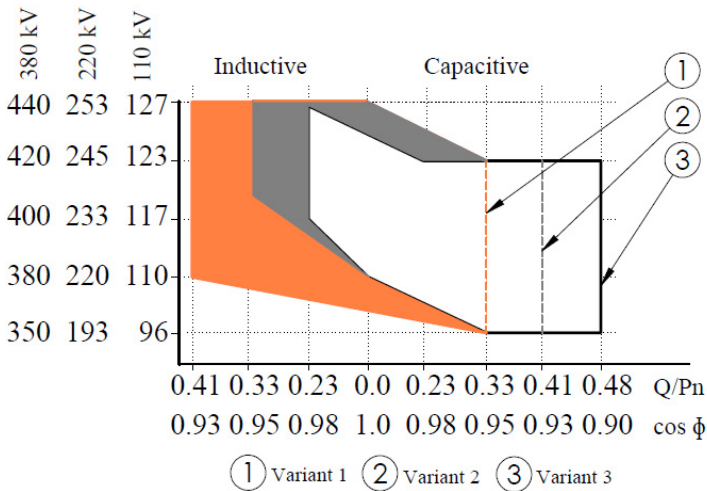 380 kV 220 kV 110 kV
Inductive Capacitive
440 253 127
420 245 123
400 233 117
380 220 110
350 193 96
1
2
3
0.41 0.33 0.23 0.0 0.23 0.33 0.41 0.48 Q/Pn
0.93 0.95 0.98 1.0 0.98 0.95 0.93 0.90 cos ϕ
1 Variant 1 2 Variant 2 3 Variant 3